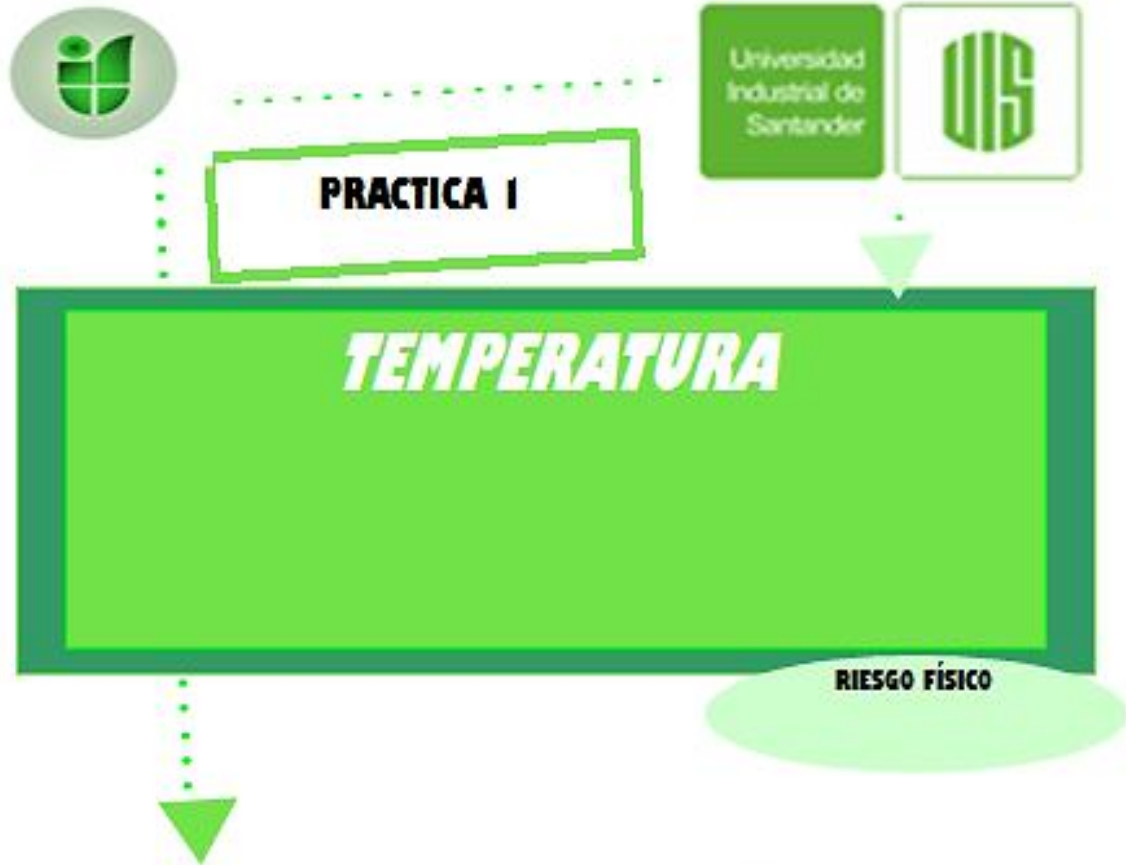 Universidad
Industrial de
Santander
UIS
PRACTICA 1
TEMPERATURA
RIESGO FÍSICO